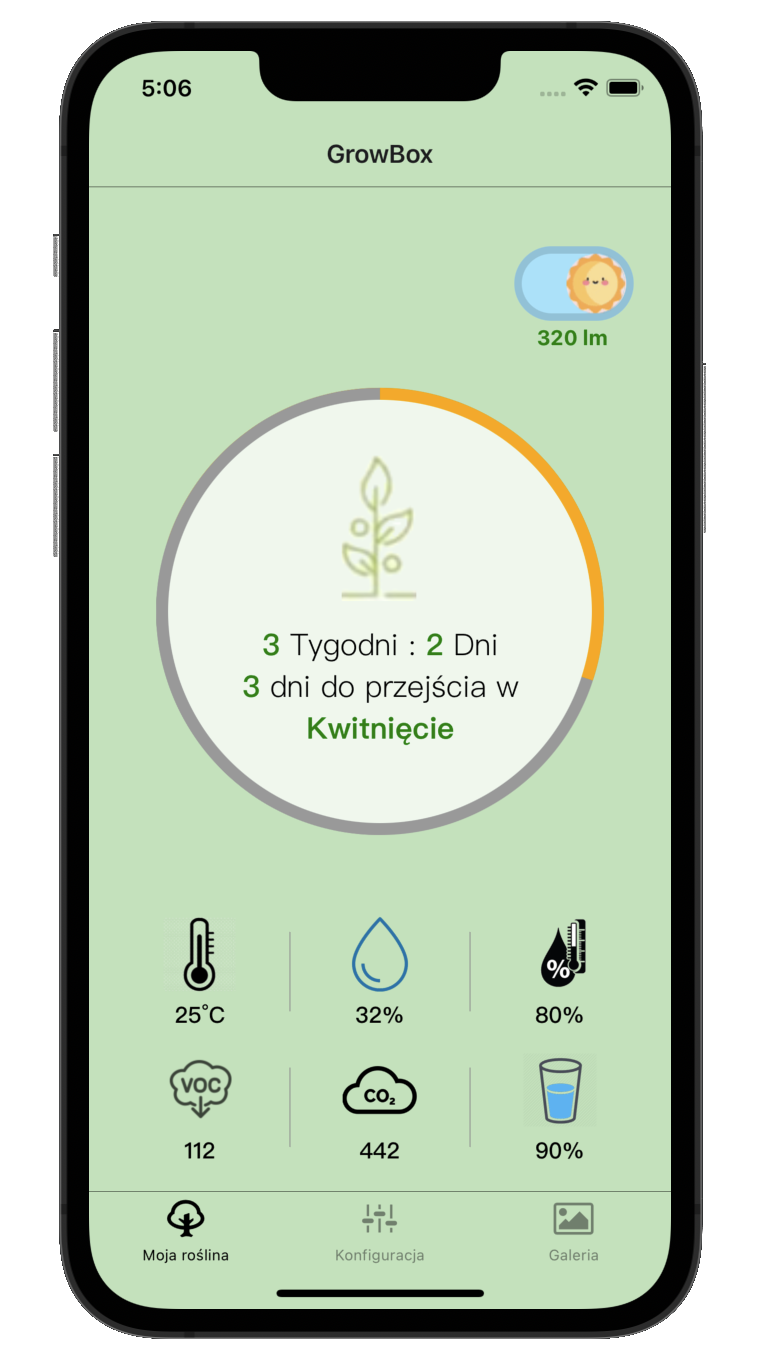 5:06
GrowBox
320 lm
3 Tygodni : 2 Dni
3 dni do przejścia w
Kwitnięcie
%
25°C
32%
80%
VOC
CO₂
112
442
90%
Moja roślina
Konfiguracja
Galeria